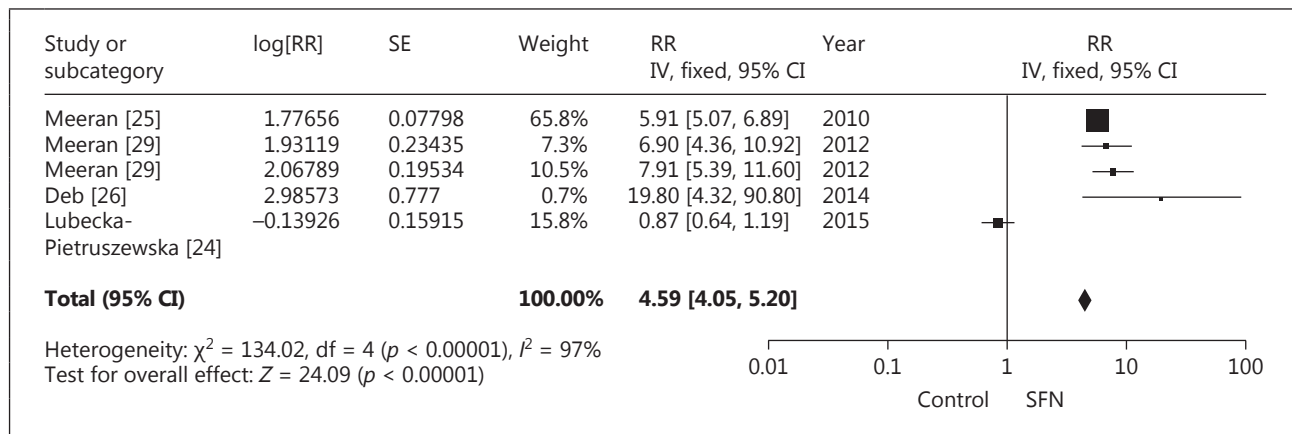 Study or log[RR] SE Weight RR Year RR
subcategory IV, fixed, 95% CI IV, fixed, 95% CI
Meeran [25] 1.77656 0.07798 65.8% 5.91 [5.07, 6.89] 2010
Meeran [29] 1.93119 0.23435 7.3% 6.90 [4.36, 10.92] 2012
Meeran [29] 2.06789 0.19534 10.5% 7.91 [5.39, 11.60] 2012
Deb [26] 2.98573 0.777 0.7% 19.80 [4.32, 90.80] 2014
Lubecka- –0.13926 0.15915 15.8% 0.87 [0.64, 1.19] 2015
Pietruszewska [24]
Total (95% CI) 100.00% 4.59 [4.05, 5.20]
Heterogeneity: χ² = 134.02, df = 4 (p < 0.00001), I² = 97%
Test for overall effect: Z = 24.09 (p < 0.00001)
0.01 0.1 1 10 100
Control SFN